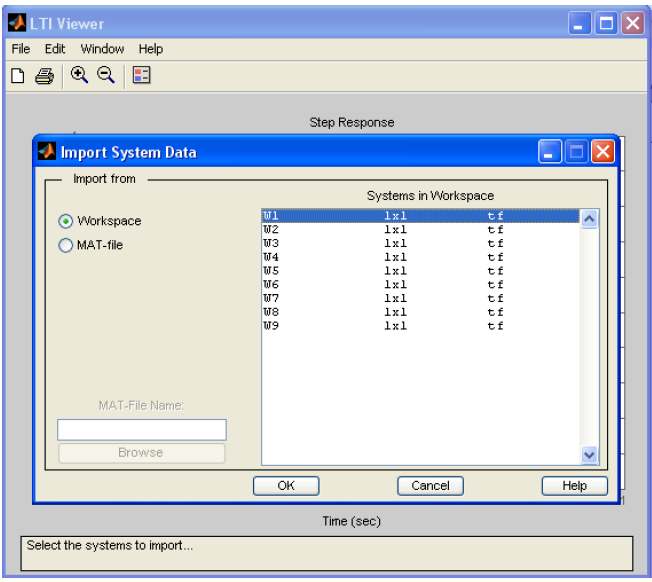 LTI Viewer
File Edit Window Help
Step Response
Import System Data
Import from
Systems in Workspace
Workspace
MAT-file
W1 1x1 tf
W2 1x1 tf
W3 1x1 tf
W4 1x1 tf
W5 1x1 tf
W6 1x1 tf
W7 1x1 tf
W8 1x1 tf
W9 1x1 tf
MAT-File Name:
Browse
OK Cancel Help
1
Time (sec)
Select the systems to import...